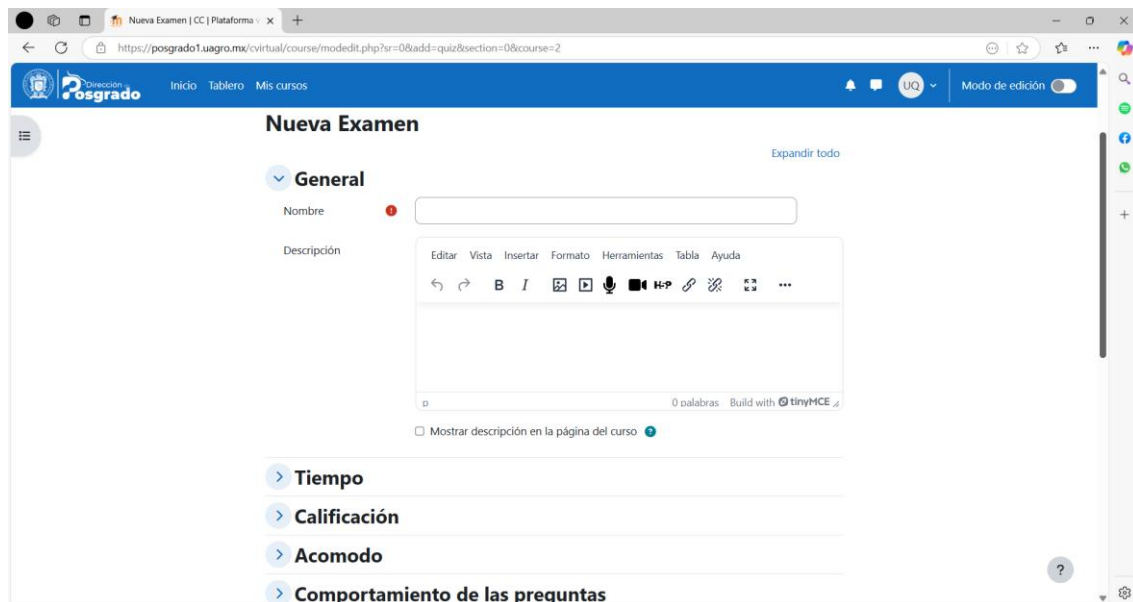 Nueva Examen | CC | Plataforma v
https://posgrado1.uagro.mx/cvirtual/course/modedit.php?sr=0&add=quiz&section=0&course=2
Dirección
Posgrado
Inicio Tablero Mis cursos
UQ
Modo de edición
Nueva Examen
Expandir todo
General
Nombre
Descripción
Editar Vista Insertar Formato Herramientas Tabla Ayuda
B I H-P
p
0 palabras Build with tinyMCE
Mostrar descripción en la página del curso ?
Tiempo
Calificación
Acomodo
?
Comportamiento de las preguntas